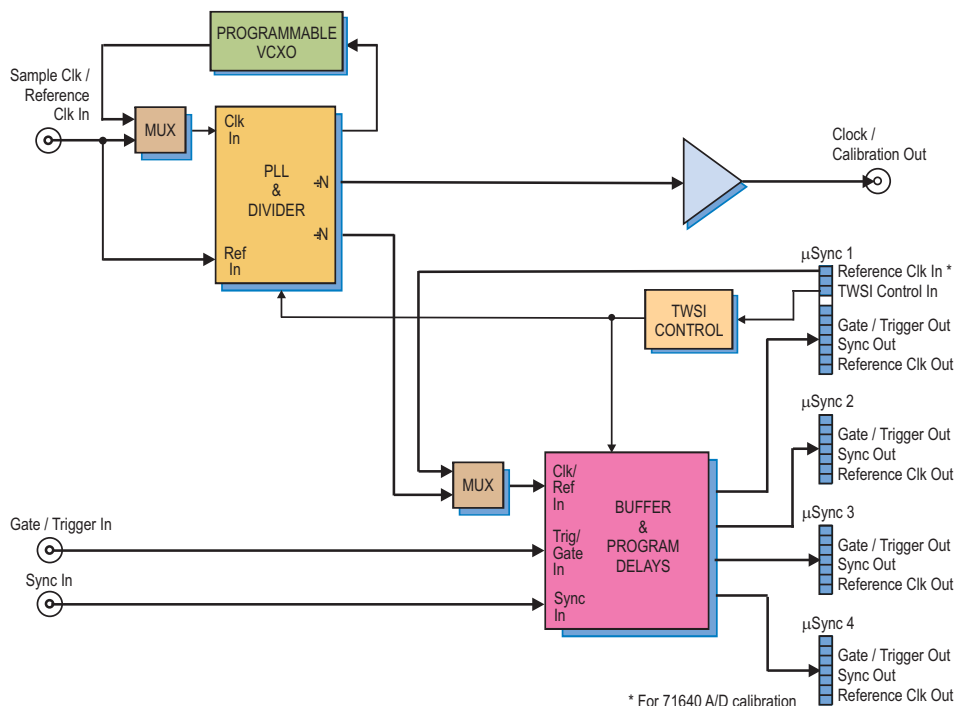 PROGRAMMABLE
VCXO
Sample Clk /
Reference
Clk In
MUX
Clk
In
PLL
&
DIVIDER
÷N
÷N
Ref
In
Clock /
Calibration Out
μSync 1
Reference Clk In *
TWSI Control In
Gate / Trigger Out
Sync Out
Reference Clk Out
TWSI
CONTROL
μSync 2
Gate / Trigger Out
Sync Out
Reference Clk Out
MUX
Clk/
Ref
In
BUFFER
&
PROGRAM
DELAYS
Trig/
Gate
In
Sync
In
Gate / Trigger In
Sync In
μSync 3
Gate / Trigger Out
Sync Out
Reference Clk Out
μSync 4
Gate / Trigger Out
Sync Out
Reference Clk Out
* For 71640 A/D calibration